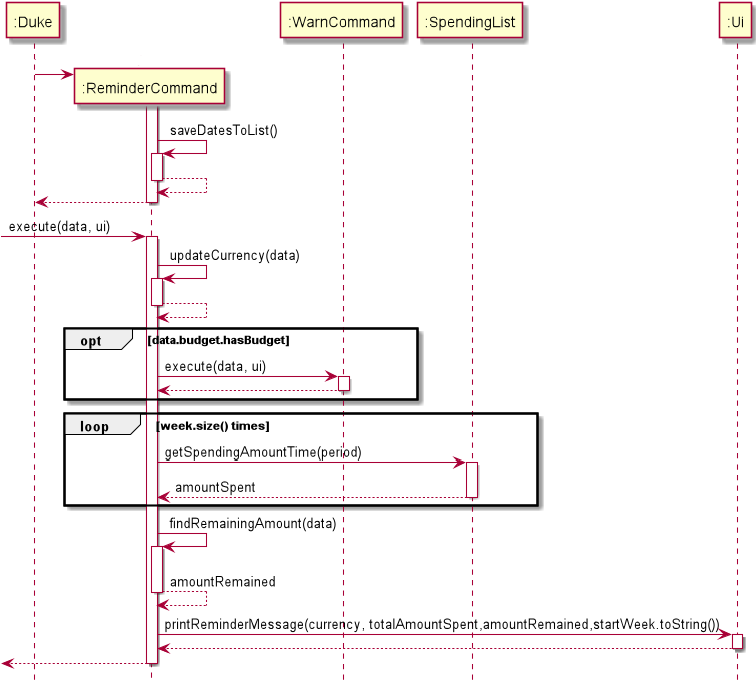 :Duke
:WarnCommand
:SpendingList
:Ui
:ReminderCommand
saveDatesToList()
execute(data, ui)
updateCurrency(data)
opt
[data.budget.hasBudget]
execute(data, ui)
loop
[week.size() times]
getSpendingAmountTime(period)
amountSpent
findRemainingAmount(data)
amountRemained
printReminderMessage(currency, totalAmountSpent,amountRemained,startWeek.toString())